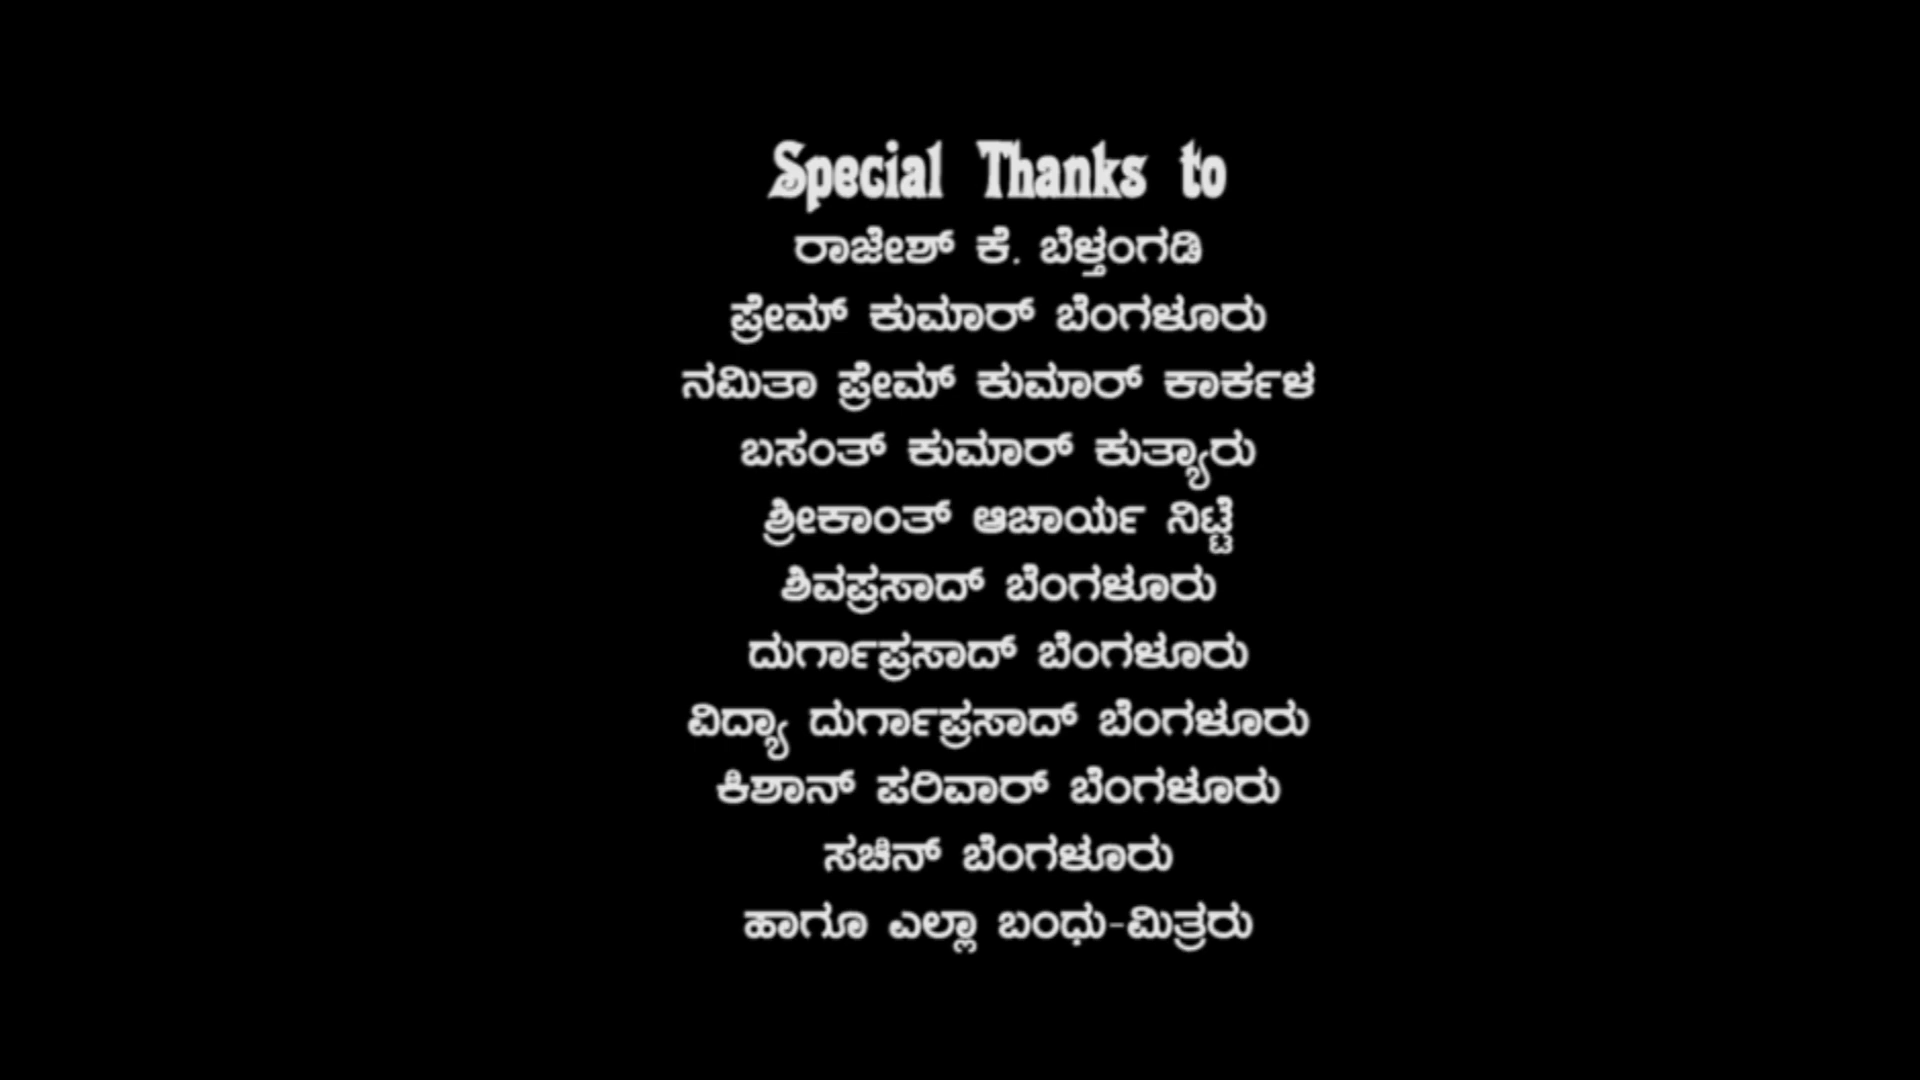 Special Thanks to
ರಾಜೇಶ್ ಕೆ. ಬೆಳ್ತಂಗಡಿ
ಪ್ರೇಮ್ ಕುಮಾರ್ ಬೆಂಗಳೂರು
ನಮಿತಾ ಪ್ರೇಮ್ ಕುಮಾರ್ ಕಾರ್ಕಳ
ಬಸಂತ್ ಕುಮಾರ್ ಕುತ್ಯಾರು
ಶ್ರೀಕಾಂತ್ ಆಚಾರ್ಯ ನಿಟ್ಟೆ
ಶಿವಪ್ರಸಾದ್ ಬೆಂಗಳೂರು
ದುರ್ಗಾಪ್ರಸಾದ್ ಬೆಂಗಳೂರು
ವಿದ್ಯಾ ದುರ್ಗಾಪ್ರಸಾದ್ ಬೆಂಗಳೂರು
ಕಿಶಾನ್ ಪರಿವಾರ್ ಬೆಂಗಳೂರು
ಸಚಿನ್ ಬೆಂಗಳೂರು
ಹಾಗೂ ಎಲ್ಲಾ ಬಂಧು-ಮಿತ್ರರು